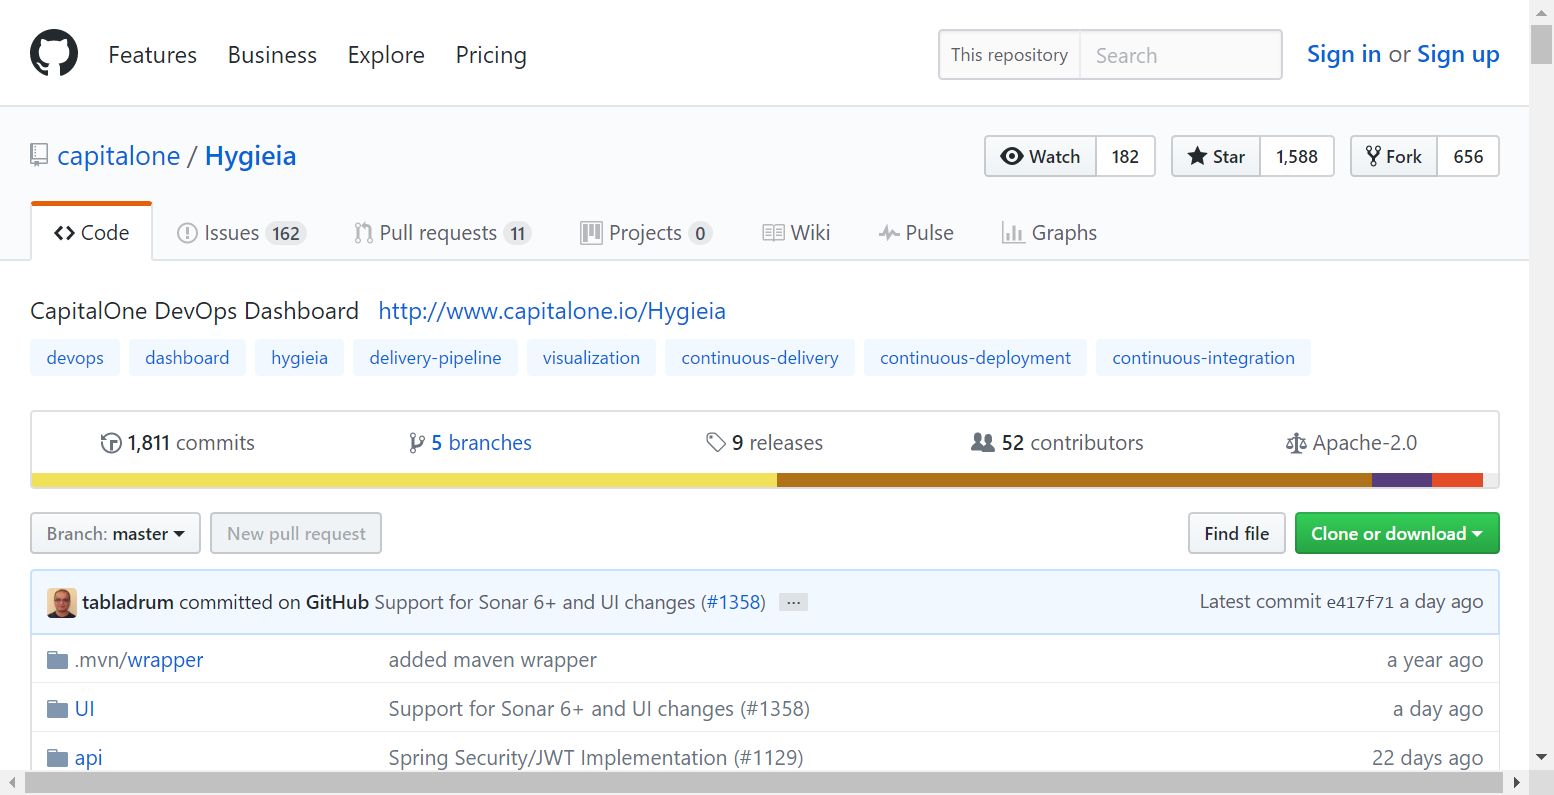 Features Business Explore Pricing This repository Search Sign in or Sign up
capitalone / Hygieia Watch 182 Star 1,588 Fork 656
Code Issues 162 Pull requests 11 Projects 0 Wiki Pulse Graphs
CapitalOne DevOps Dashboard http://www.capitalone.io/Hygieia
devops dashboard hygieia delivery-pipeline visualization continuous-delivery continuous-deployment continuous-integration
1,811 commits 5 branches 9 releases 52 contributors Apache-2.0
Branch: master New pull request Find file Clone or download
tabladrum committed on GitHub Support for Sonar 6+ and UI changes (#1358) … Latest commit e417f71 a day ago
.mvn/wrapper added maven wrapper a year ago
UI Support for Sonar 6+ and UI changes (#1358) a day ago
api Spring Security/JWT Implementation (#1129) 22 days ago